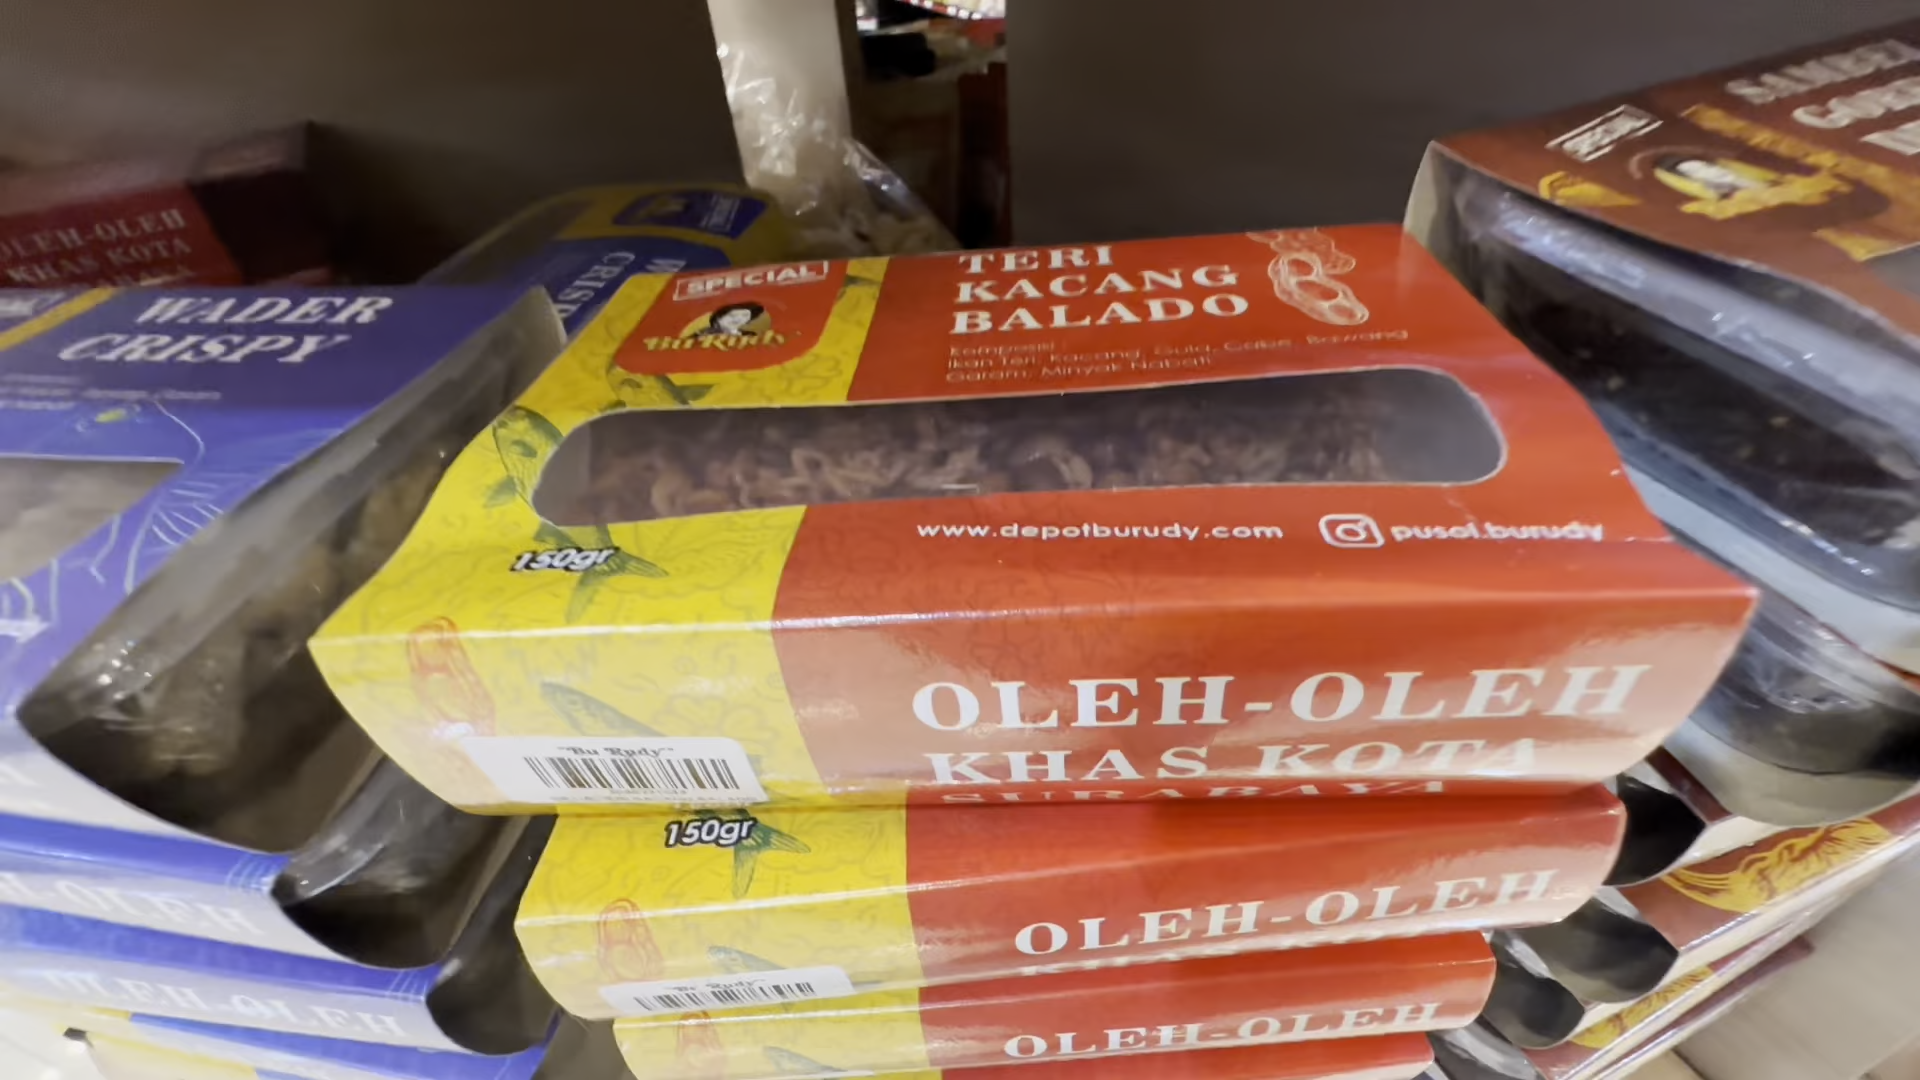 OLEH-OLEH
KHAS KOTA
WADER
CRISPY
SPECIAL
Bu Rudy
TERI
KACANG
BALADO
Komposisi :
Ikan Teri, Kacang, Gula, Cabe, Bawang
Garam, Minyak Nabati
150gr
www.depotburudy.com
pusat.burudy
OLEH-OLEH
KHAS KOTA
SURABAYA
"Bu Rudy"
150gr
OLEH-OLEH
"Bu Rudy"
OLEH-OLEH
SPECIAL
OLEH-OLEH